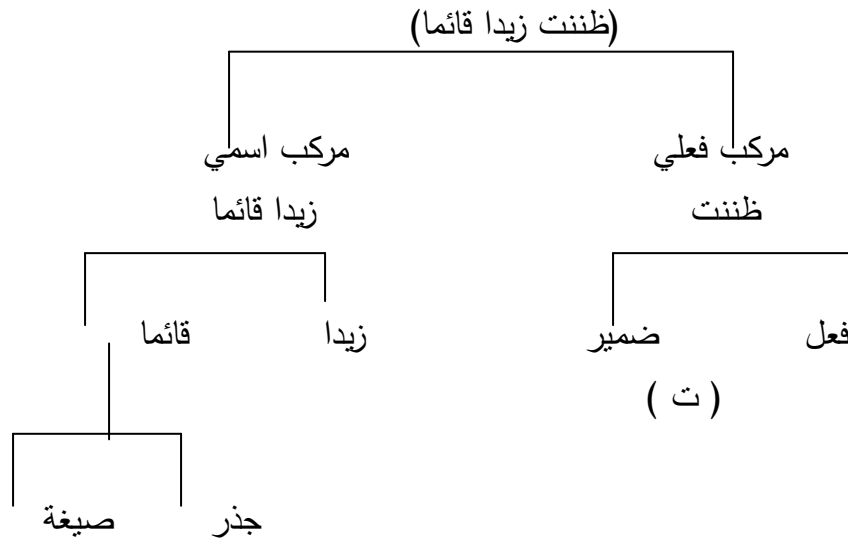 (ظننت زيدا قائما)
مركب فعلي مركب اسمي
ظننت زيدا قائما
فعل ضمير زيدا قائما
( ت )
جذر صيغة